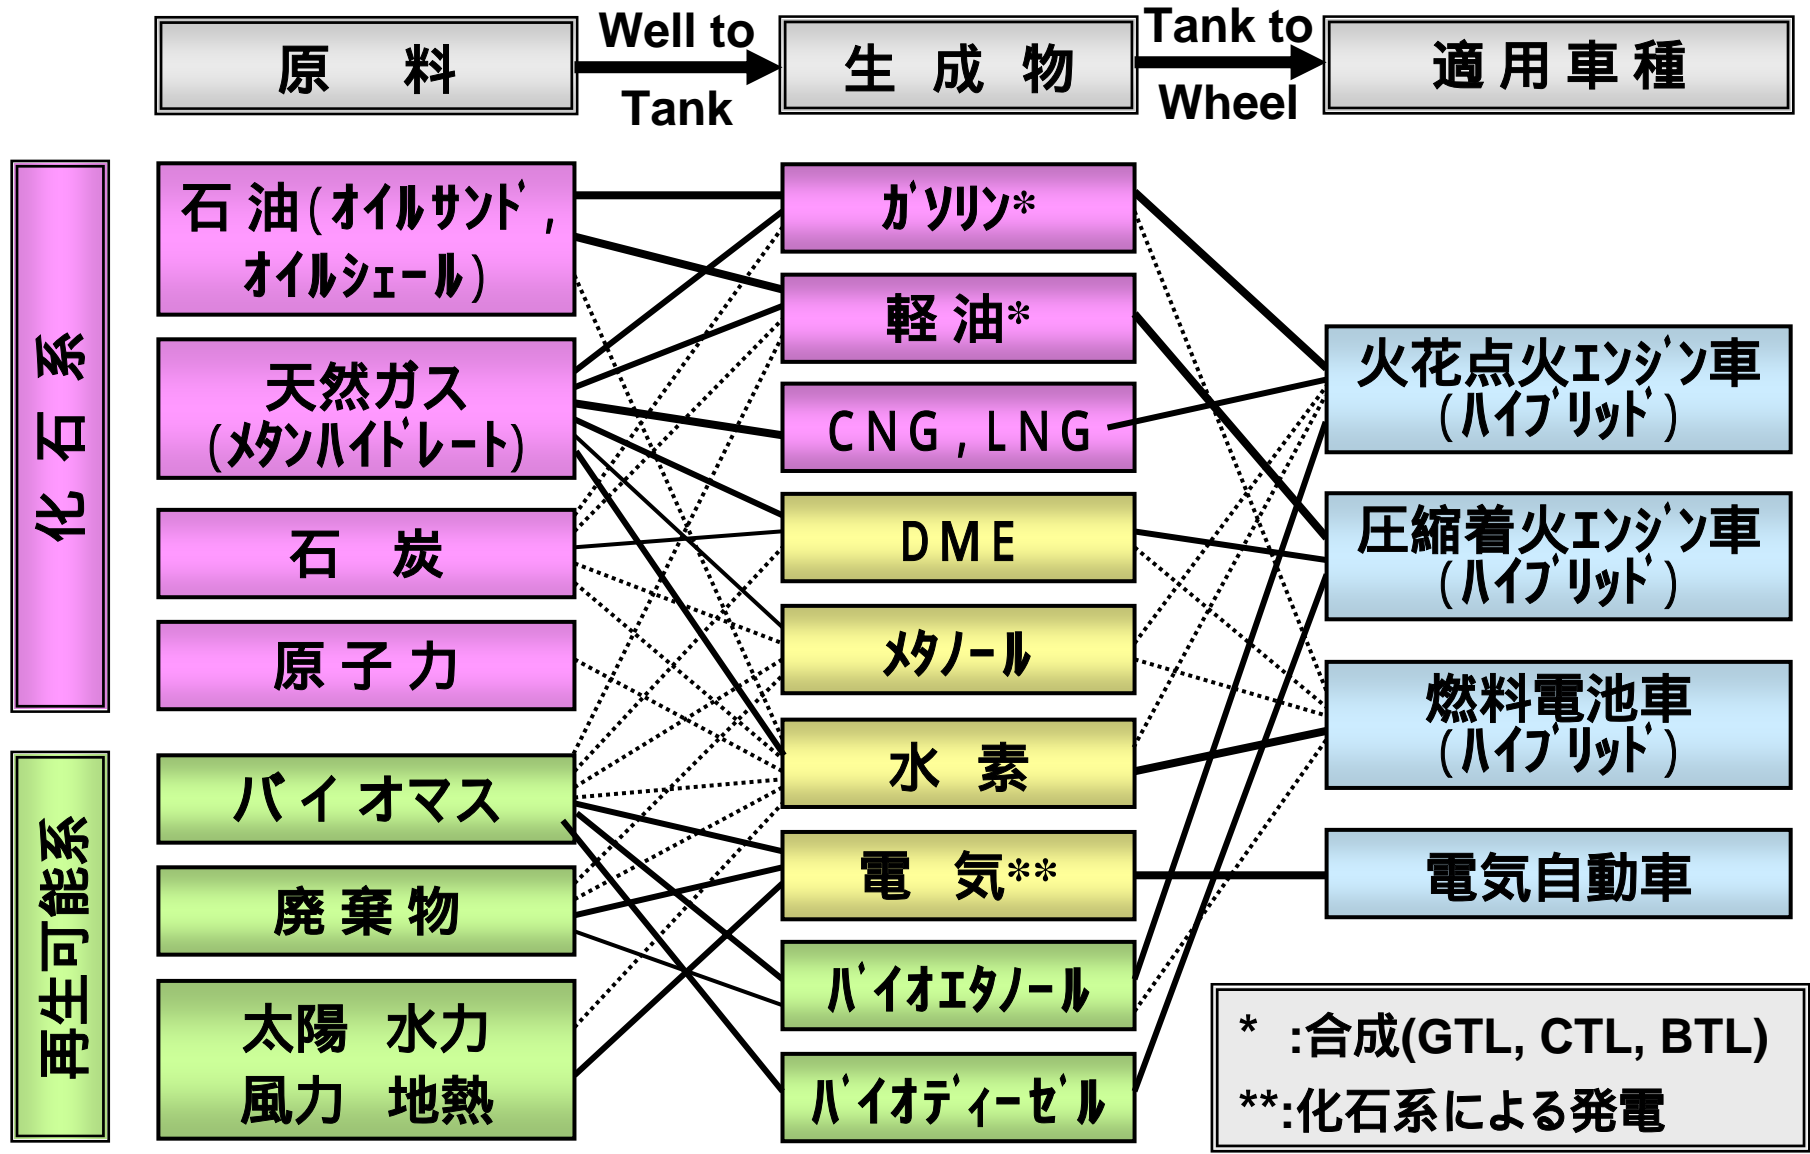 原料
Well to
Tank
生成物
Tank to
Wheel
適用車種
化石系
石油(ｵｲﾙｻﾝﾄﾞ,
ｵｲﾙｼｪｰﾙ)
天然ガス
(ﾒﾀﾝﾊｲﾄﾞﾚｰﾄ)
石炭
原子力
再生可能系
バイオマス
廃棄物
太陽 水力
風力 地熱
ｶﾞｿﾘﾝ*
軽油*
CNG,LNG
DME
ﾒﾀﾉｰﾙ
水素
電気**
ﾊﾞｲｵｴﾀﾉｰﾙ
ﾊﾞｲｵﾃﾞｨｰｾﾞﾙ
火花点火ｴﾝｼﾞﾝ車
(ﾊｲﾌﾞﾘｯﾄﾞ)
圧縮着火ｴﾝｼﾞﾝ車
(ﾊｲﾌﾞﾘｯﾄﾞ)
燃料電池車
(ﾊｲﾌﾞﾘｯﾄﾞ)
電気自動車
* :合成(GTL, CTL, BTL)
**:化石系による発電